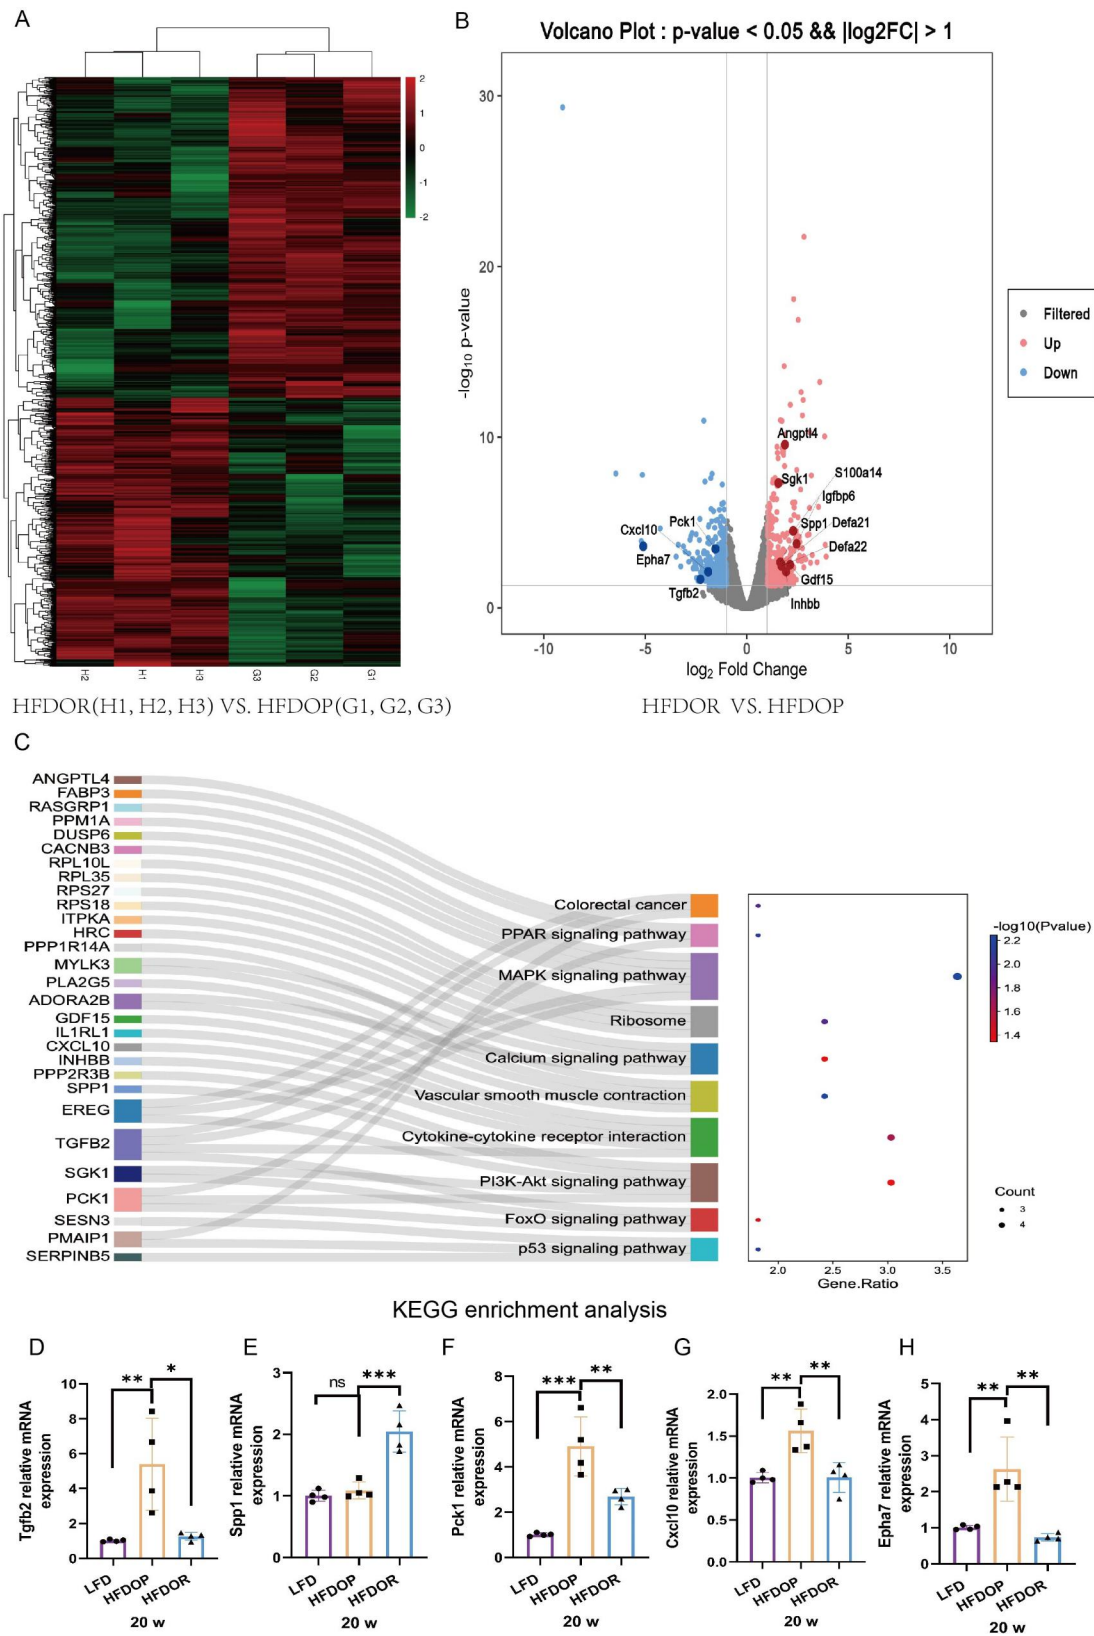 A
2
1
0
-1
-2
H2
H1
H3
G3
G2
G1
HFDOR(H1, H2, H3) VS. HFDOP(G1, G2, G3)
B
Volcano Plot : p-value < 0.05 && |log2FC| > 1
30
20
10
0
-log10 p-value
Angptl4
Sgk1
S100a14
Igfbp6
Spp1
Defa21
Defa22
Gdf15
Inhbb
Pck1
Cxcl10
Epha7
Tgfb2
-10
-5
0
5
10
log2 Fold Change
Filtered
Up
Down
HFDOR VS. HFDOP
C
ANGPTL4
FABP3
RASGRP1
PPM1A
DUSP6
CACNB3
RPL10L
RPL35
RPS27
RPS18
ITPKA
HRC
PPP1R14A
MYLK3
PLA2G5
ADORA2B
GDF15
IL1RL1
CXCL10
INHBB
PPP2R3B
SPP1
EREG
TGFB2
SGK1
PCK1
SESN3
PMAIP1
SERPINB5
Colorectal cancer
PPAR signaling pathway
MAPK signaling pathway
Ribosome
Calcium signaling pathway
Vascular smooth muscle contraction
Cytokine-cytokine receptor interaction
PI3K-Akt signaling pathway
FoxO signaling pathway
p53 signaling pathway
2.0
2.5
3.0
3.5
Gene.Ratio
-log10(Pvalue)
2.2
2.0
1.8
1.6
1.4
Count
3
4
KEGG enrichment analysis
D
Tgfb2 relative mRNA
expression
10
8
6
4
2
0
**
*
LFD
HFDOP
HFDOR
20 w
E
Spp1 relative mRNA
expression
3
2
1
0
ns
***
LFD
HFDOP
HFDOR
20 w
F
Pck1 relative mRNA
expression
8
6
4
2
0
***
**
LFD
HFDOP
HFDOR
20 w
G
Cxcl10 relative mRNA
expression
2.0
1.5
1.0
0.5
0.0
**
**
LFD
HFDOP
HFDOR
20 w
H
Epha7 relative mRNA
expression
5
4
3
2
1
0
**
**
LFD
HFDOP
HFDOR
20 w